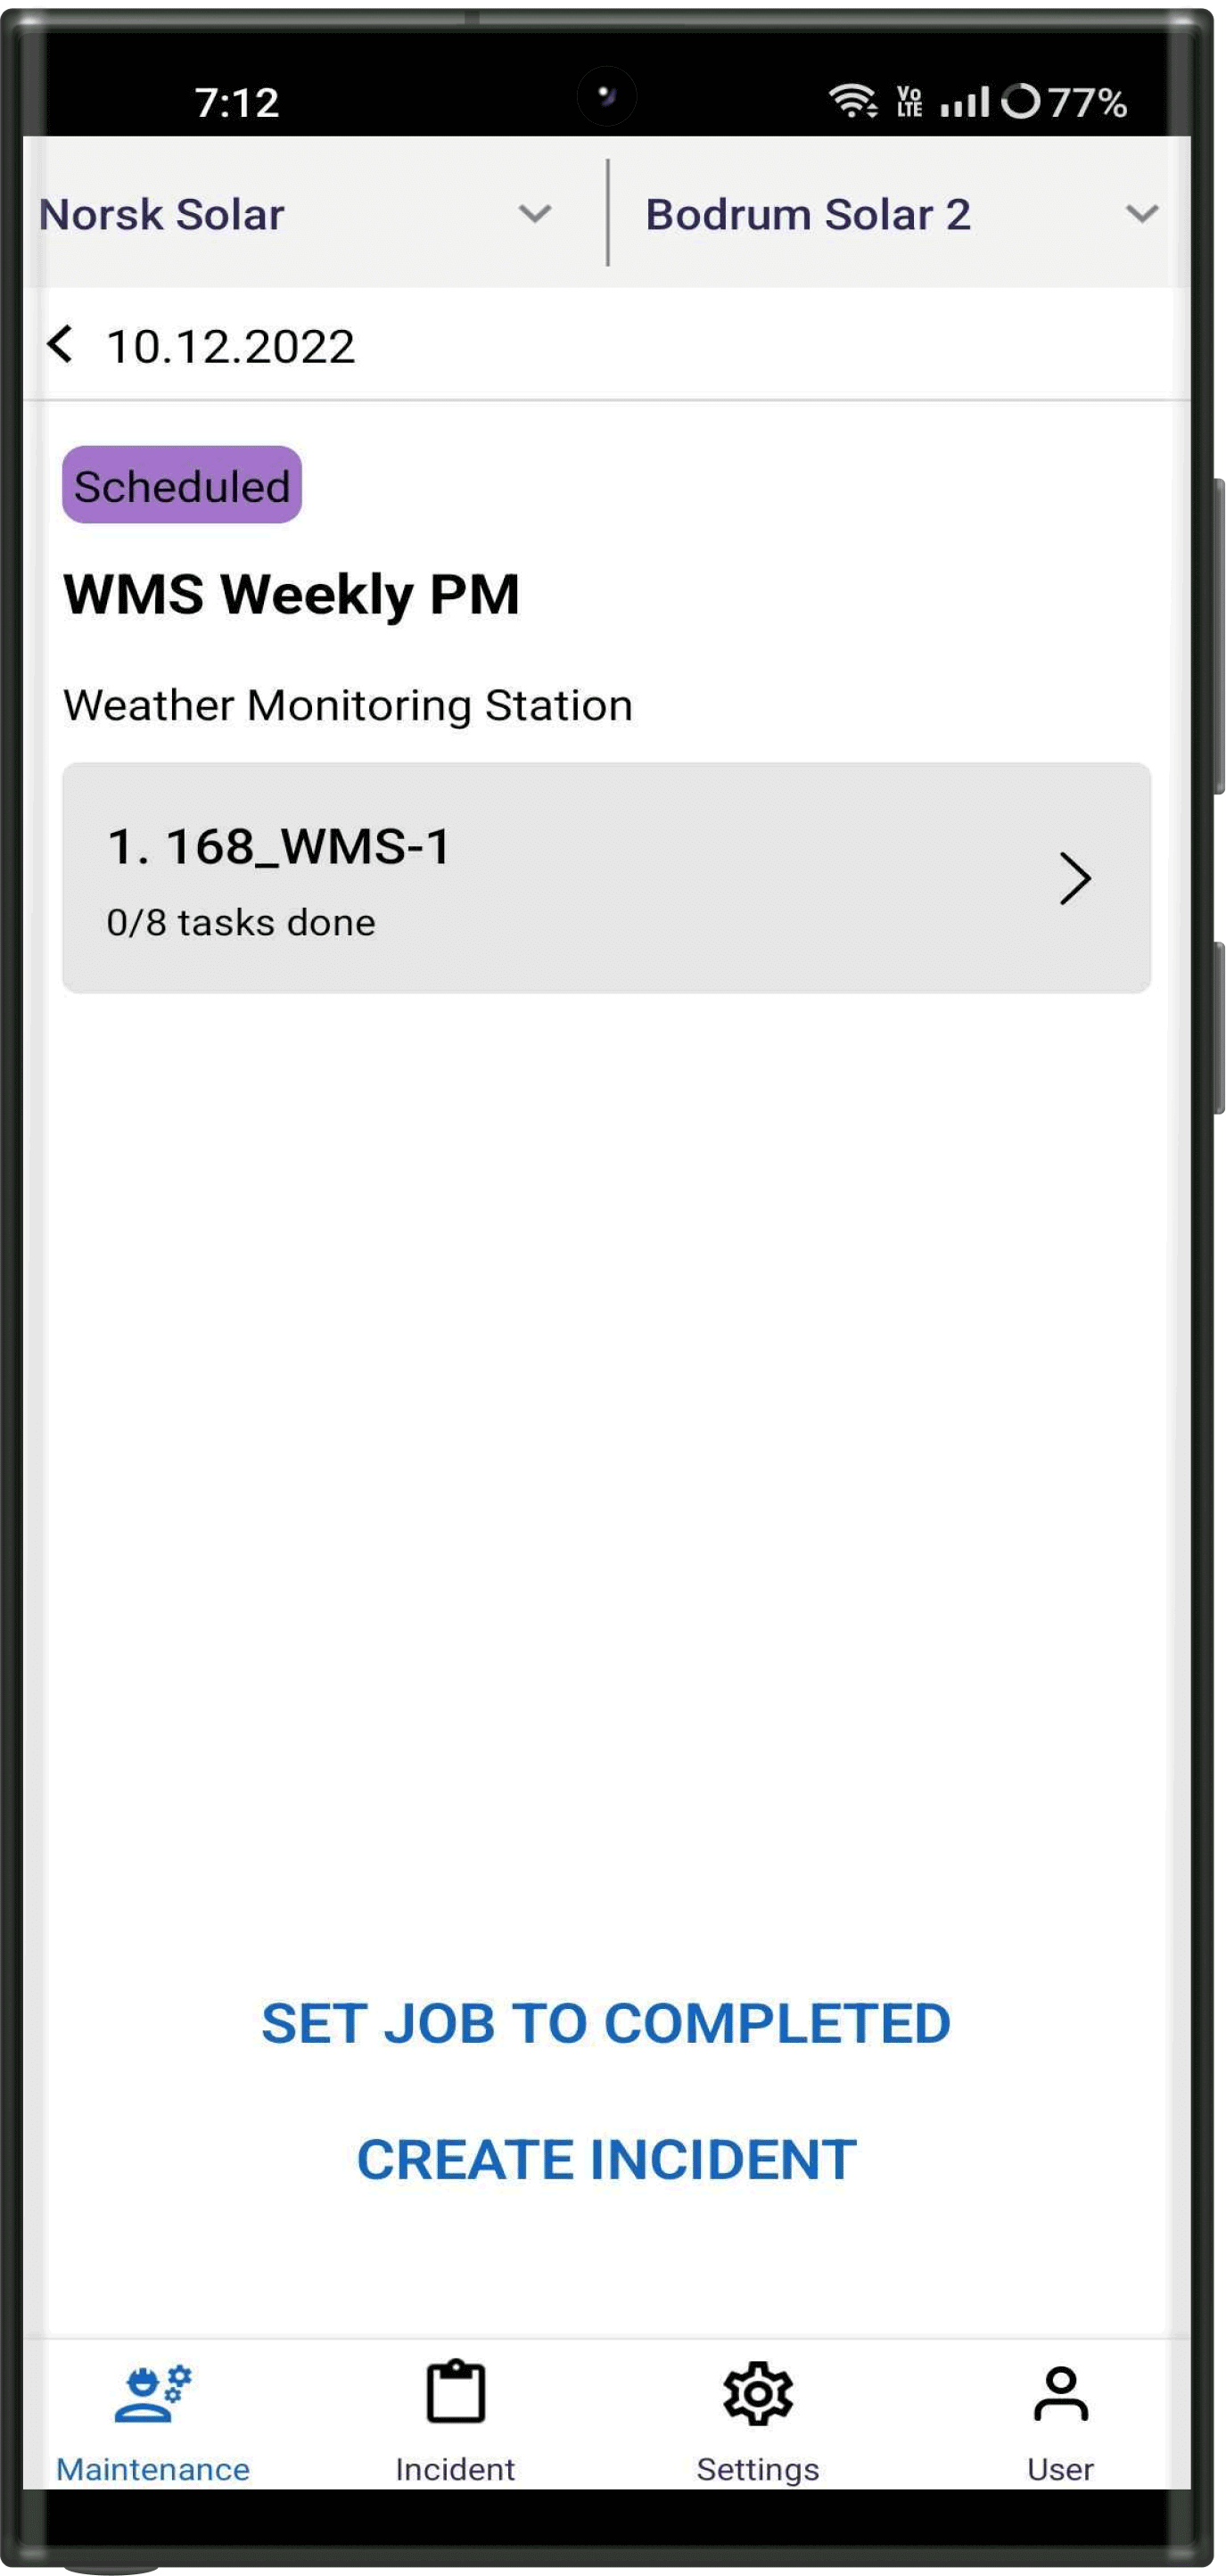 7:12 Vo LTE 77%
Norsk Solar Bodrum Solar 2
10.12.2022
Scheduled
WMS Weekly PM
Weather Monitoring Station
1. 168_WMS-1
0/8 tasks done
SET JOB TO COMPLETED
CREATE INCIDENT
Maintenance Incident Settings User